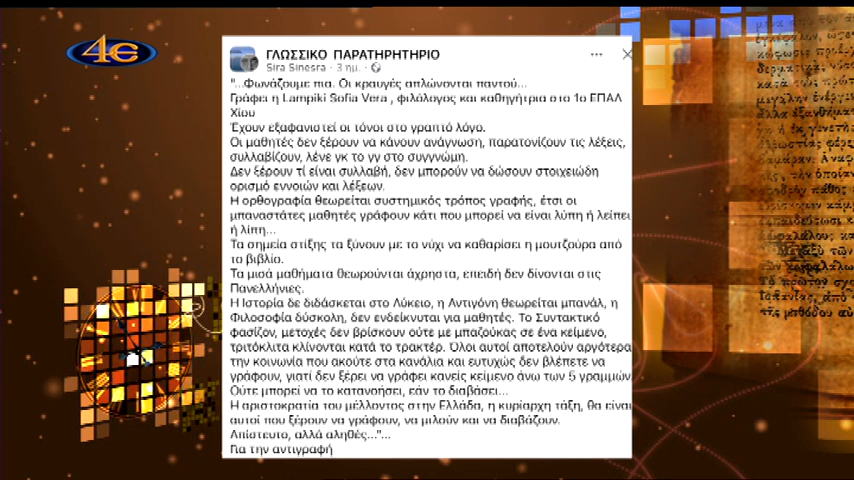 4ε
ΓΛΩΣΣΙΚΟ ΠΑΡΑΤΗΡΗΤΗΡΙΟ
Sira Sinesra · 3 ημ. ·
"...Φωνάζουμε πια. Οι κραυγές απλώνονται παντού...
Γράφει η Lampiki Sofia Vera , φιλόλογος και καθηγήτρια στο 1ο ΕΠΑΛ
Χίου
Έχουν εξαφανιστεί οι τόνοι στο γραπτό λόγο.
Οι μαθητές δεν ξέρουν να κάνουν ανάγνωση, παρατονίζουν τις λέξεις,
συλλαβίζουν, λένε γκ το γγ στο συγγνώμη.
Δεν ξέρουν τί είναι συλλαβή, δεν μπορούν να δώσουν στοιχειώδη
ορισμό εννοιών και λέξεων.
Η ορθογραφία θεωρείται συστημικός τρόπος γραφής, έτσι οι
μπαναστάτες μαθητές γράφουν κάτι που μπορεί να είναι λύπη ή λείπει
ή λίπη...
Τα σημεία στίξης τα ξύνουν με το νύχι να καθαρίσει η μουτζούρα από
το βιβλίο.
Τα μισά μαθήματα θεωρούνται άχρηστα, επειδή δεν δίνονται στις
Πανελλήνιες.
Η Ιστορία δε διδάσκεται στο Λύκειο, η Αντιγόνη θεωρείται μπανάλ, η
Φιλοσοφία δύσκολη, δεν ενδείκνυται για μαθητές. Το Συντακτικό
φασίζον, μετοχές δεν βρίσκουν ούτε με μπαζούκας σε ένα κείμενο,
τριτόκλιτα κλίνονται κατά το τρακτέρ. Όλοι αυτοί αποτελούν αργότερα
την κοινωνία που ακούτε στα κανάλια και ευτυχώς δεν βλέπετε να
γράφουν, γιατί δεν ξέρει να γράφει κανείς κείμενο άνω των 5 γραμμών.
Ούτε μπορεί να το κατανοήσει, εάν το διαβάσει...
Η αριστοκρατία του μέλλοντος στην Ελλάδα, η κυρίαρχη τάξη, θα είναι
αυτοί που ξέρουν να γράφουν, να μιλούν και να διαβάζουν.
Απίστευτο, αλλά αληθές..."...
Για την αντιγραφή